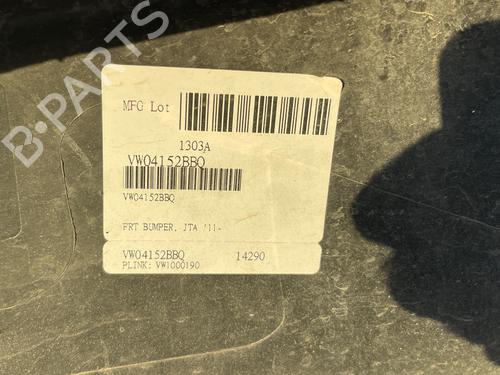 B-PARTS
MFG Lot
1303A
VW04152BBQ
VW04152BBQ
FRT BUMPER, JTA '11-
VW04152BBQ 14290
PLINK: VW1000190